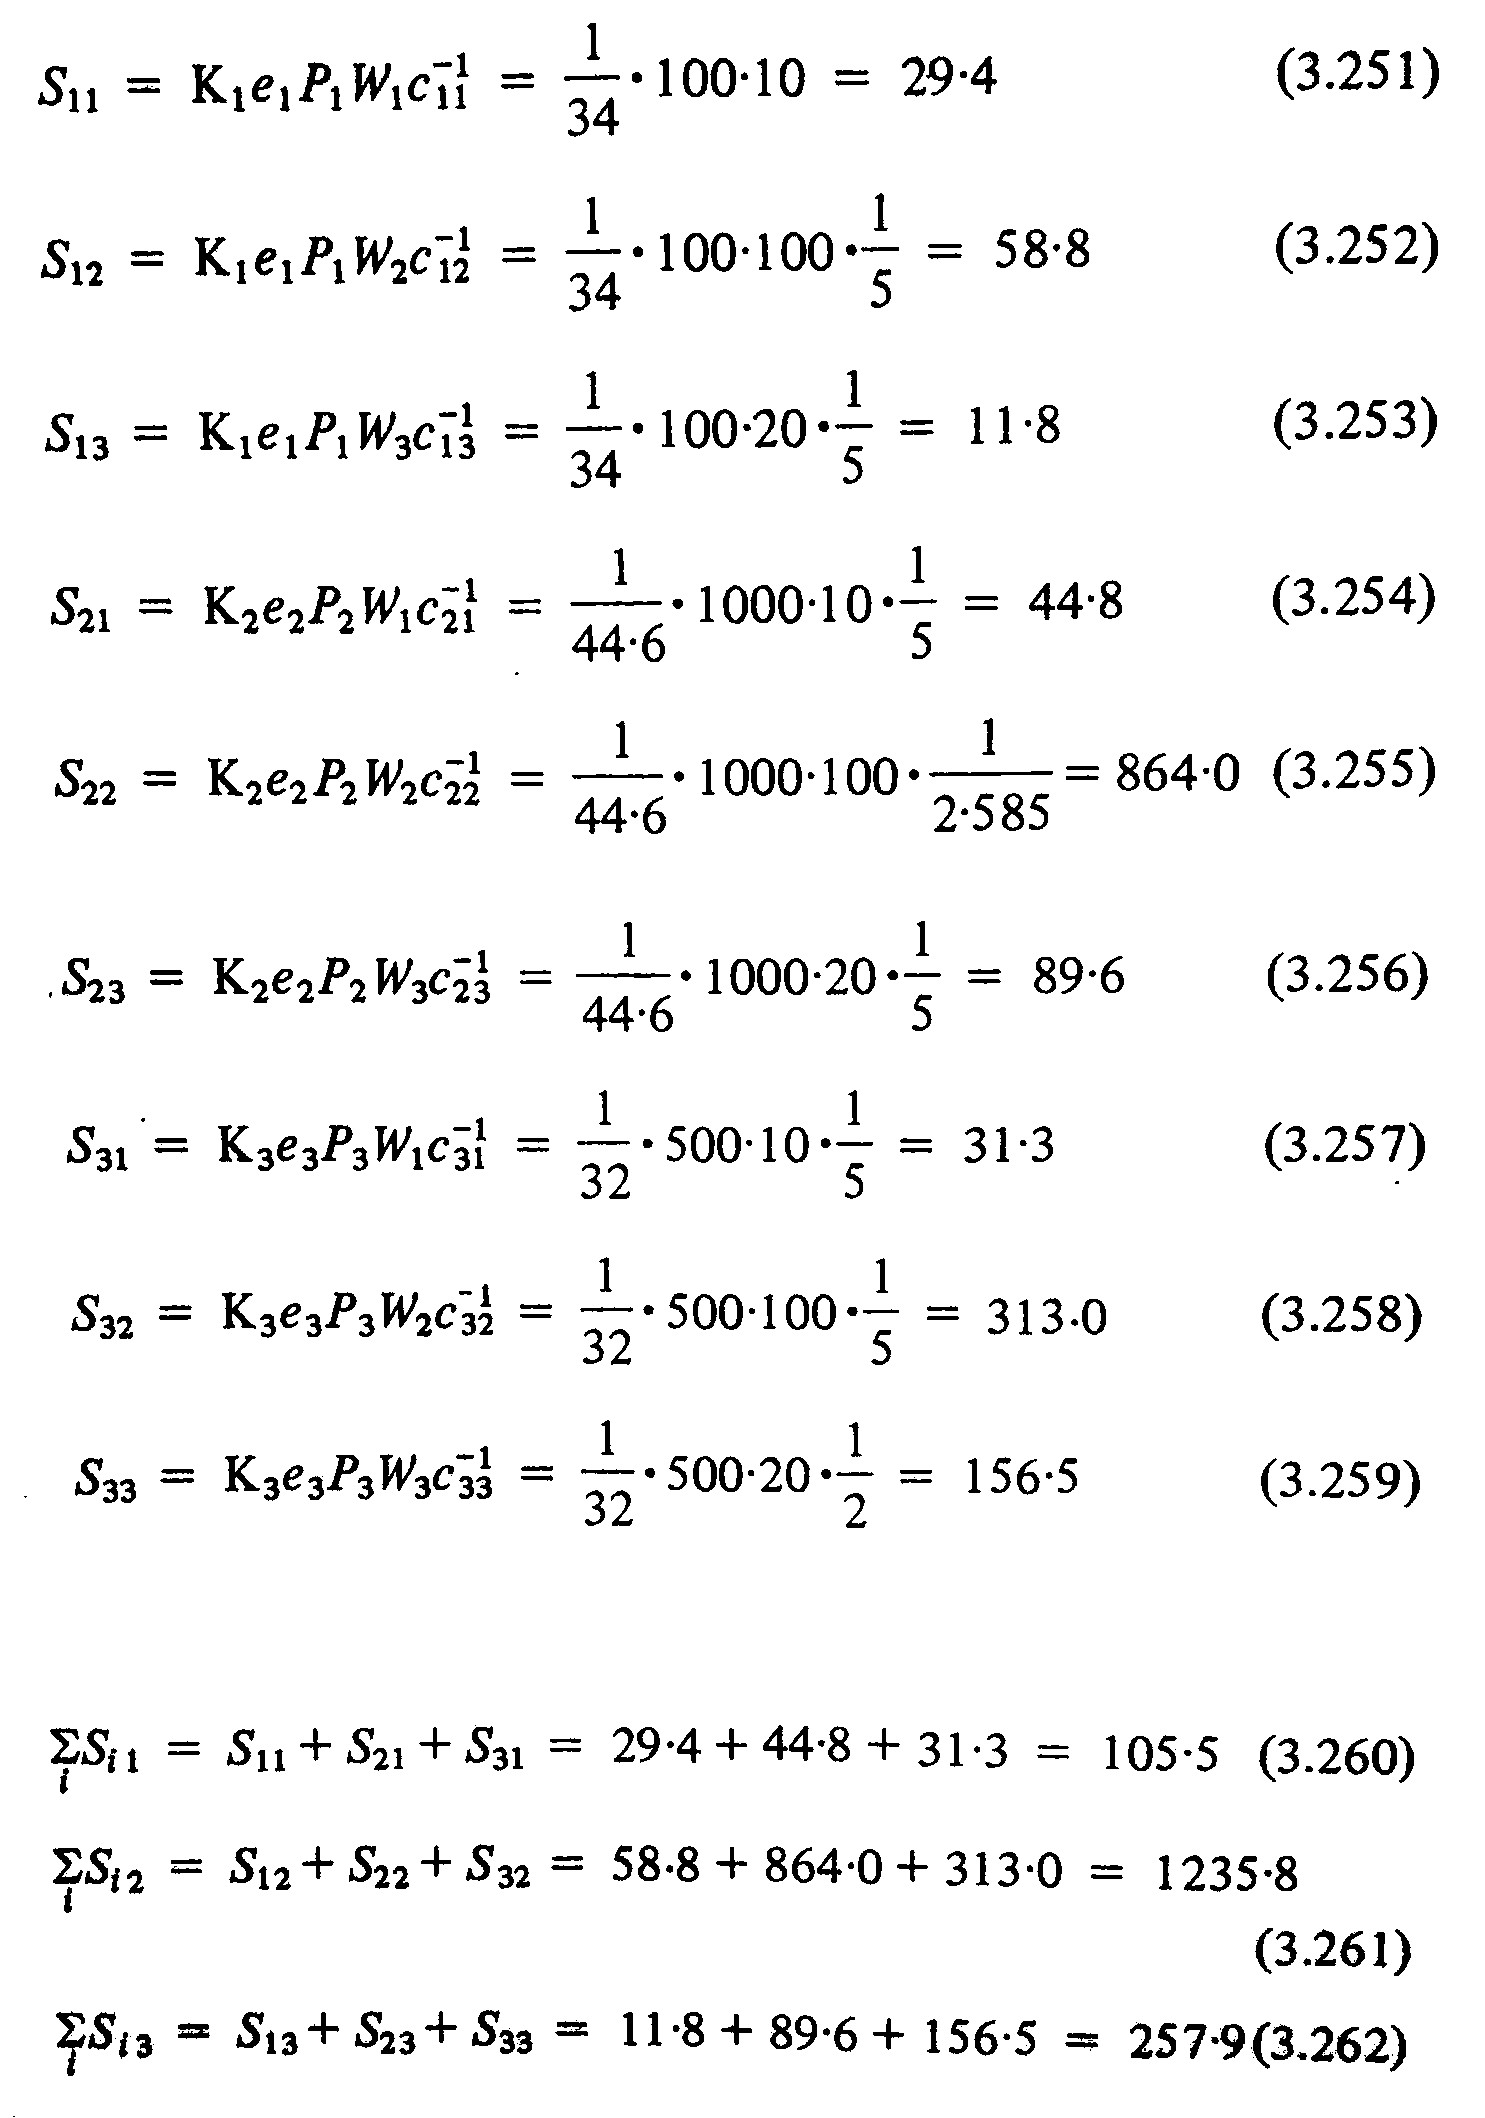 S₁₁ = K₁e₁P₁W₁c₁₁⁻¹ = 1/34 · 100·10 = 29·4 (3.251)
S₁₂ = K₁e₁P₁W₂c₁₂⁻¹ = 1/34 · 100·100 · 1/5 = 58·8 (3.252)
S₁₃ = K₁e₁P₁W₃c₁₃⁻¹ = 1/34 · 100·20 · 1/5 = 11·8 (3.253)
S₂₁ = K₂e₂P₂W₁c₂₁⁻¹ = 1/44·6 · 1000·10 · 1/5 = 44·8 (3.254)
S₂₂ = K₂e₂P₂W₂c₂₂⁻¹ = 1/44·6 · 1000·100 · 1/2·585 = 864·0 (3.255)
S₂₃ = K₂e₂P₂W₃c₂₃⁻¹ = 1/44·6 · 1000·20 · 1/5 = 89·6 (3.256)
S₃₁ = K₃e₃P₃W₁c₃₁⁻¹ = 1/32 · 500·10 · 1/5 = 31·3 (3.257)
S₃₂ = K₃e₃P₃W₂c₃₂⁻¹ = 1/32 · 500·100 · 1/5 = 313·0 (3.258)
S₃₃ = K₃e₃P₃W₃c₃₃⁻¹ = 1/32 · 500·20 · 1/2 = 156·5 (3.259)
Σᵢ Sᵢ₁ = S₁₁ + S₂₁ + S₃₁ = 29·4 + 44·8 + 31·3 = 105·5 (3.260)
Σᵢ Sᵢ₂ = S₁₂ + S₂₂ + S₃₂ = 58·8 + 864·0 + 313·0 = 1235·8
(3.261)
Σᵢ Sᵢ₃ = S₁₃ + S₂₃ + S₃₃ = 11·8 + 89·6 + 156·5 = 257·9 (3.262)